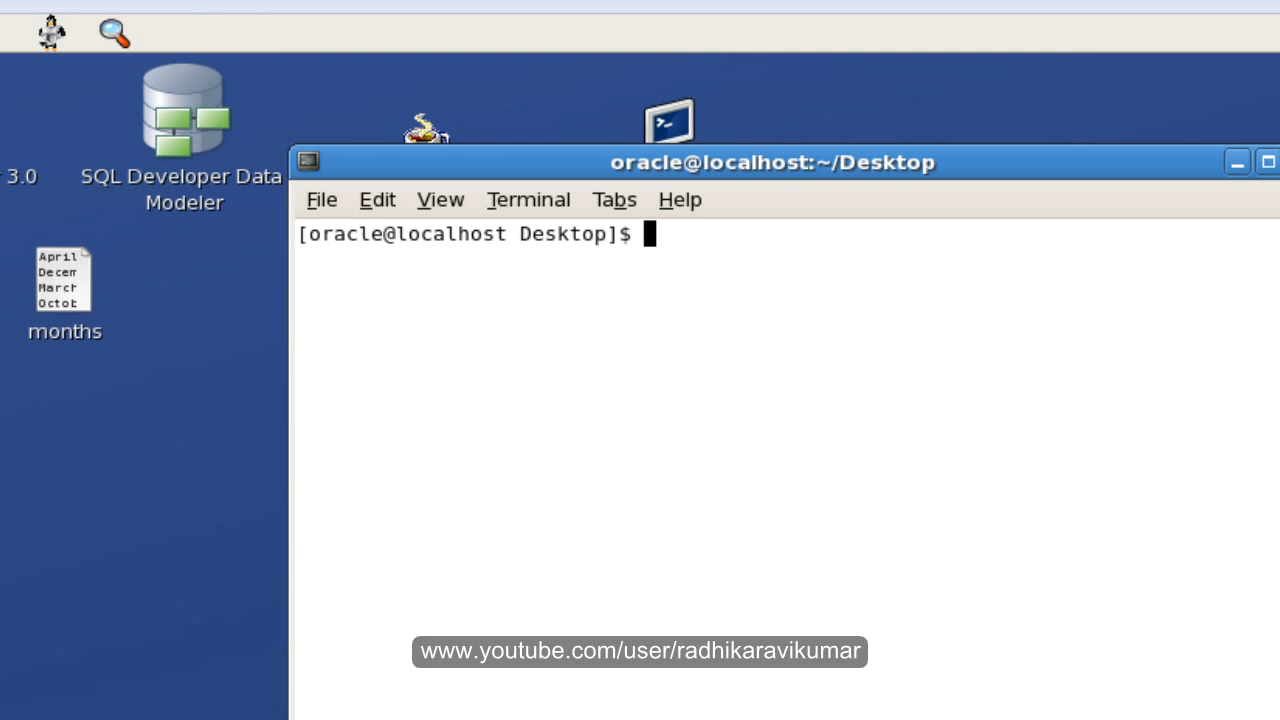 oracle@localhost:~/Desktop
File Edit View Terminal Tabs Help
[oracle@localhost Desktop]$
3.0
SQL Developer Data
Modeler
April
Decem
March
Octob
months
www.youtube.com/user/radhikaravikumar